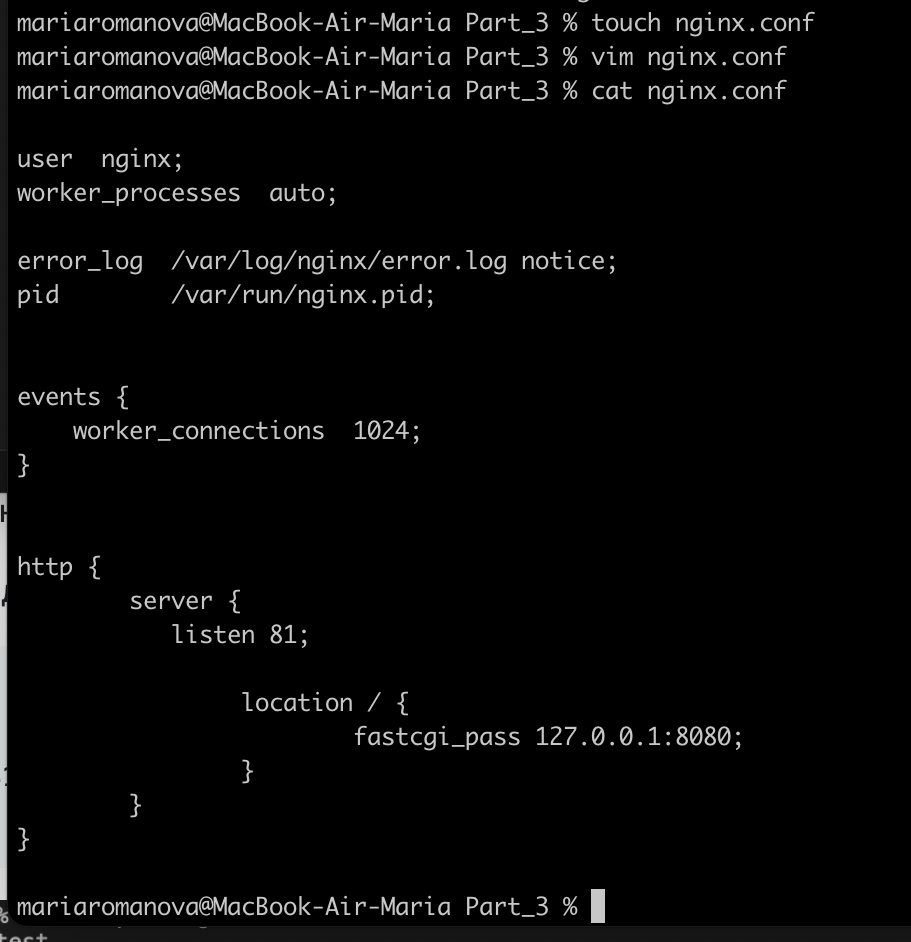 mariaromanova@MacBook-Air-Maria Part_3 % touch nginx.conf
mariaromanova@MacBook-Air-Maria Part_3 % vim nginx.conf
mariaromanova@MacBook-Air-Maria Part_3 % cat nginx.conf
user  nginx;
worker_processes  auto;
error_log  /var/log/nginx/error.log notice;
pid        /var/run/nginx.pid;
events {
    worker_connections  1024;
}
http {
        server {
           listen 81;
                location / {
                        fastcgi_pass 127.0.0.1:8080;
                }
        }
}
mariaromanova@MacBook-Air-Maria Part_3 %